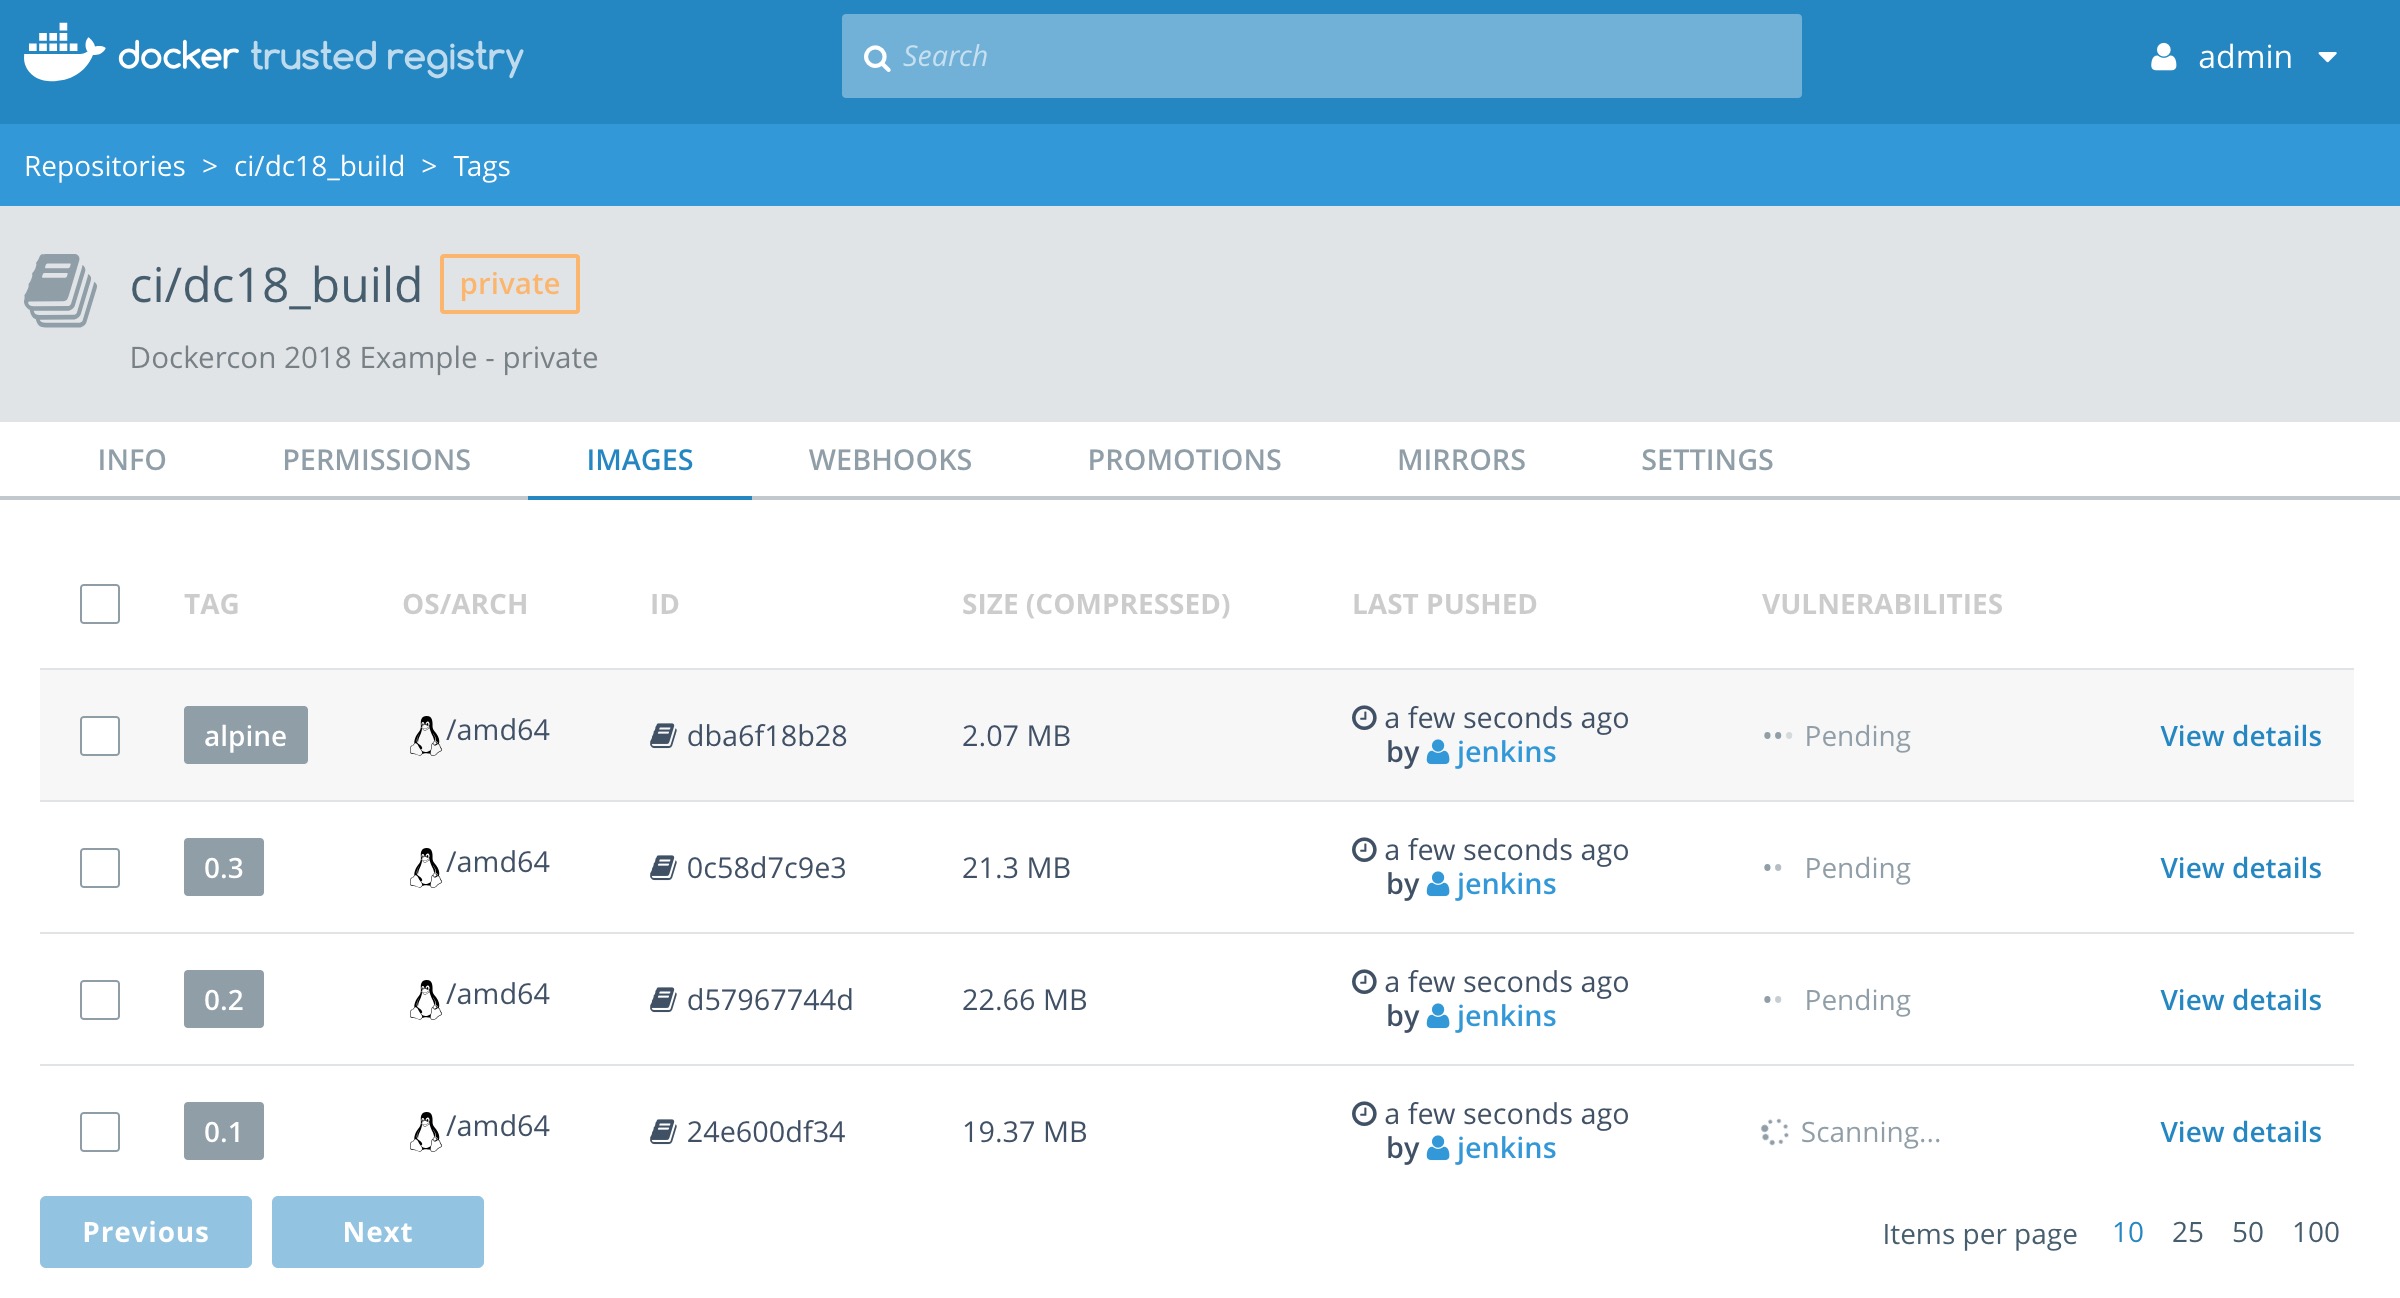 docker trusted registry
Search
admin
Repositories > ci/dc18_build > Tags
ci/dc18_build private
Dockercon 2018 Example - private
INFO PERMISSIONS IMAGES WEBHOOKS PROMOTIONS MIRRORS SETTINGS
TAG OS/ARCH ID SIZE (COMPRESSED) LAST PUSHED VULNERABILITIES
alpine /amd64 dba6f18b28 2.07 MB a few seconds ago by jenkins Pending View details
0.3 /amd64 0c58d7c9e3 21.3 MB a few seconds ago by jenkins Pending View details
0.2 /amd64 d57967744d 22.66 MB a few seconds ago by jenkins Pending View details
0.1 /amd64 24e600df34 19.37 MB a few seconds ago by jenkins Scanning... View details
Previous Next Items per page 10 25 50 100